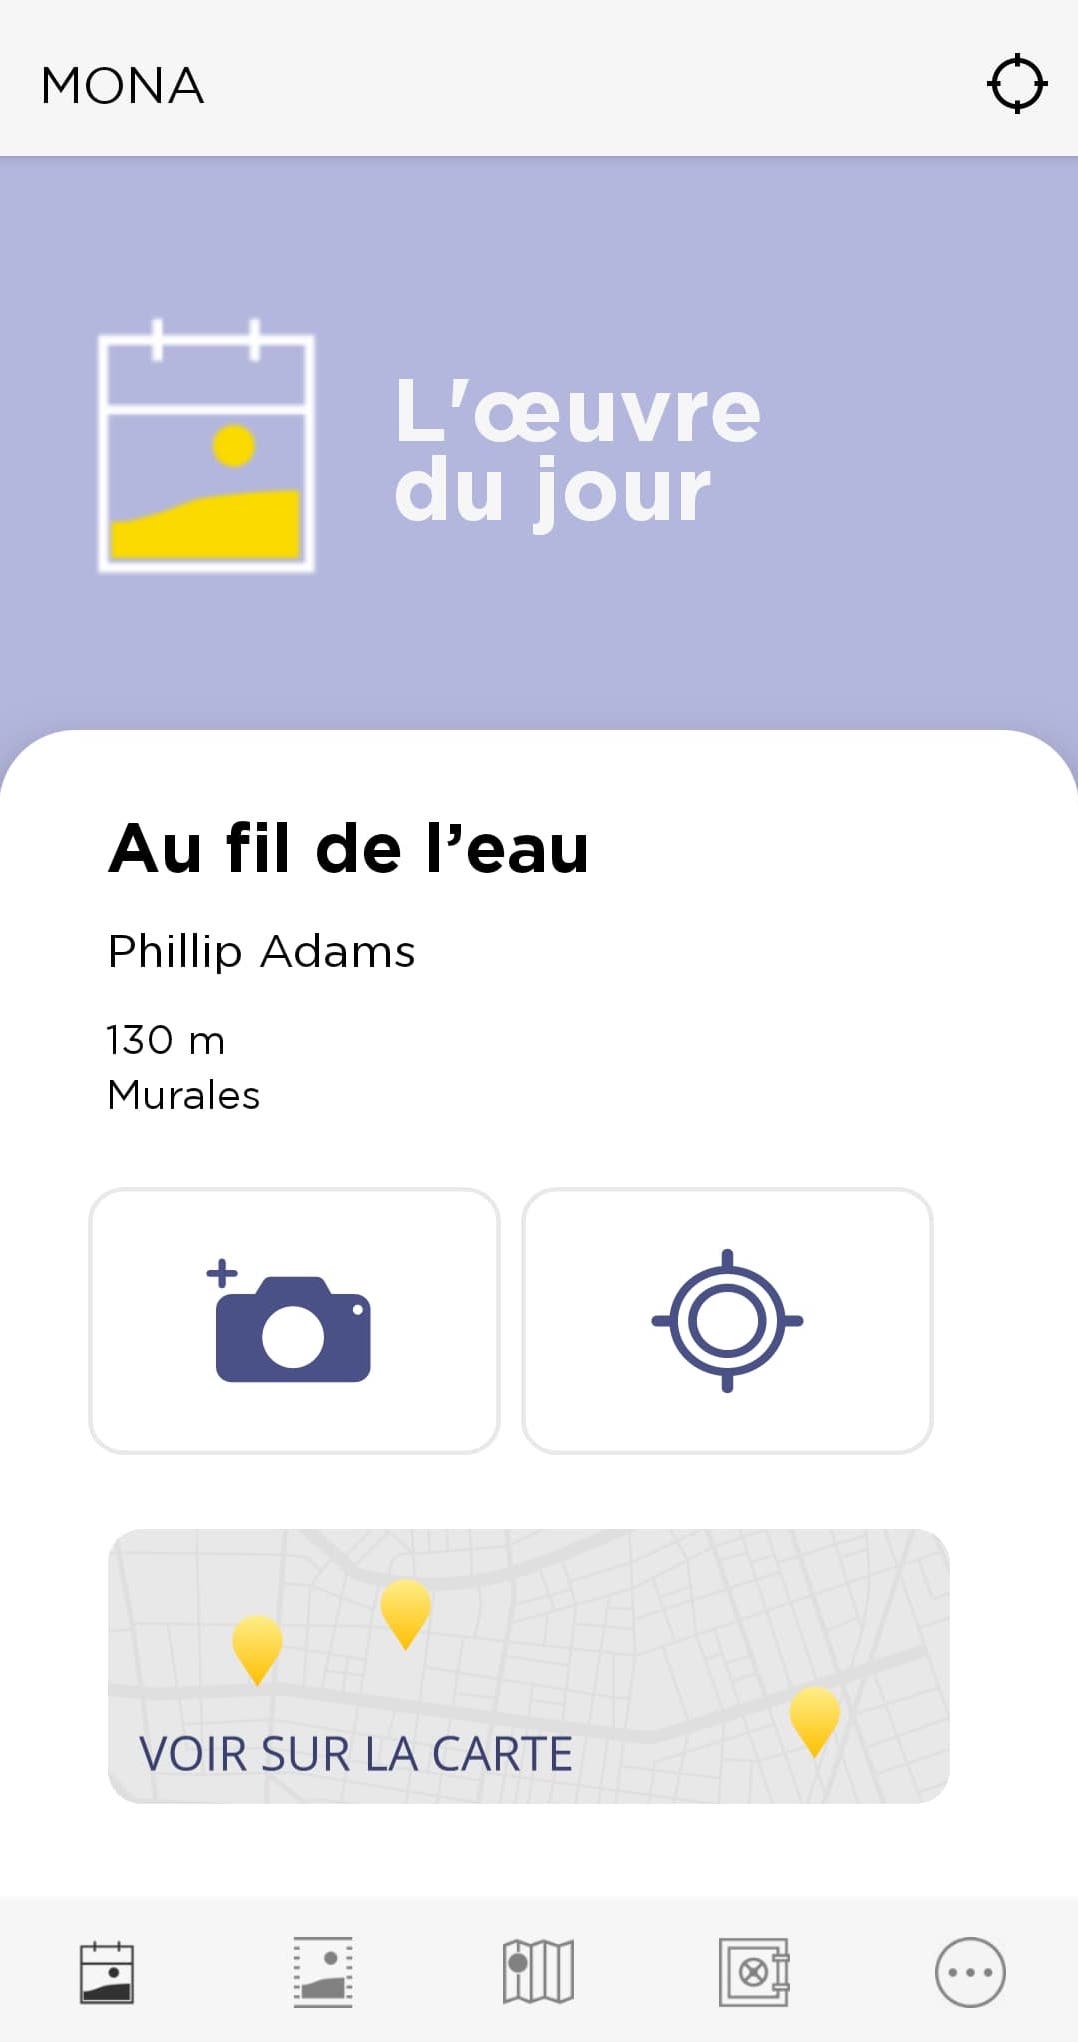 MONA
L'œuvre
du jour
Au fil de l’eau
Phillip Adams
130 m
Murales
VOIR SUR LA CARTE